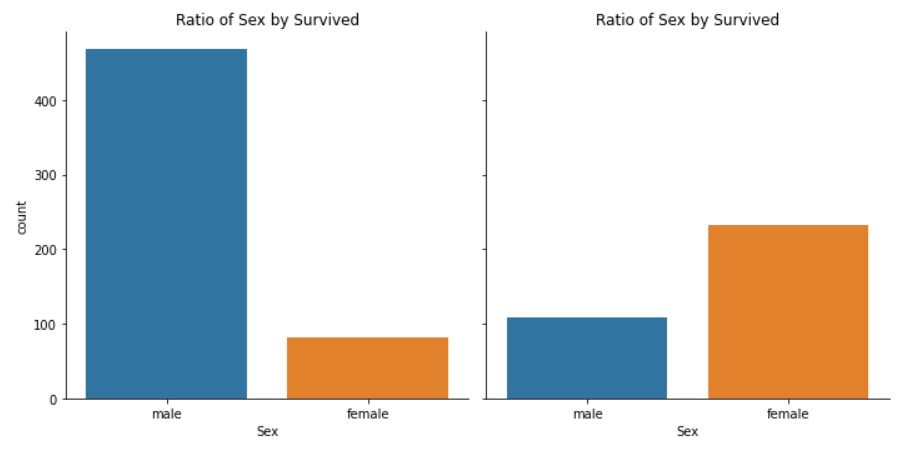 Ratio of Sex by Survived
Ratio of Sex by Survived
count
400
300
200
100
0
male
female
male
female
Sex
Sex